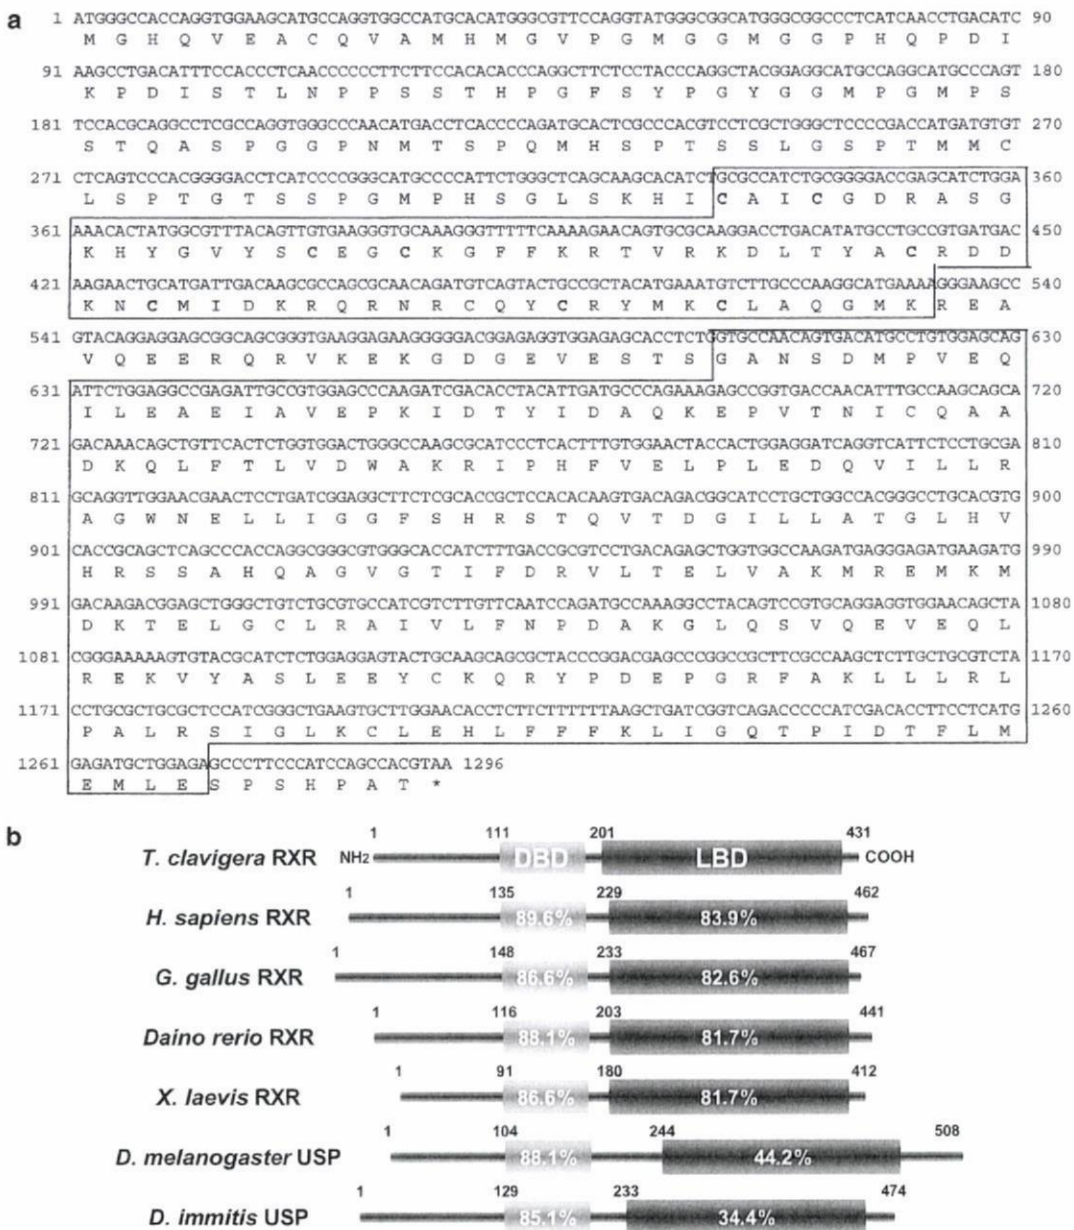 a
1 ATGGGCCACCAGGTGGAAGCATGCCAGGTGGCCATGCACATGGGCGTTCCAGGTATGGGCGGCATGGGCGGCCCTCATCAACCTGACATC 90
M G H Q V E A C Q V A M H M G V P G M G G M G G P H Q P D I
91 AAGCCTGACATTTCCACCCTCAACCCCCCTTCTTCCACACACCCAGGCTTCTCCTACCCAGGCTACGGAGGCATGCCAGGCATGCCCAGT 180
K P D I S T L N P P S S T H P G F S Y P G Y G G M P G M P S
181 TCCACGCAGGCCTCGCCAGGTGGGCCCAACATGACCTCACCCCAGATGCACTCGCCCACGTCCTCGCTGGGCTCCCCGACCATGATGTGT 270
S T Q A S P G G P N M T S P Q M H S P T S S L G S P T M M C
271 CTCAGTCCCACGGGGACCTCATCCCCGGGCATGCCCCATTCTGGGCTCAGCAAGCACATCTGCGCCATCTGCGGGGACCGAGCATCTGGA 360
L S P T G T S S P G M P H S G L S K H I C A I C G D R A S G
361 AAACACTATGGCGTTTACAGTTGTGAAGGGTGCAAAGGGTTTTTCAAAAGAACAGTGCGCAAGGACCTGACATATGCCTGCCGTGATGAC 450
K H Y G V Y S C E G C K G F F K R T V R K D L T Y A C R D D
421 AAGAACTGCATGATTGACAAGCGCCAGCGCAACAGATGTCAGTACTGCCGCTACATGAAATGTCTTGCCCAAGGCATGAAAAGGGAAGCC 540
K N C M I D K R Q R N R C Q Y C R Y M K C L A Q G M K R E A
541 GTACAGGAGGAGCGGCAGCGGGTGAAGGAGAAGGGGGACGGAGAGGTGGAGAGCACCTCTGGTGCCAACAGTGACATGCCTGTGGAGCAG 630
V Q E E R Q R V K E K G D G E V E S T S G A N S D M P V E Q
631 ATTCTGGAGGCCGAGATTGCCGTGGAGCCCAAGATCGACACCTACATTGATGCCCAGAAAGAGCCGGTGACCAACATTTGCCAAGCAGCA 720
I L E A E I A V E P K I D T Y I D A Q K E P V T N I C Q A A
721 GACAAACAGCTGTTCACTCTGGTGGACTGGGCCAAGCGCATCCCTCACTTTGTGGAACTACCACTGGAGGATCAGGTCATTCTCCTGCGA 810
D K Q L F T L V D W A K R I P H F V E L P L E D Q V I L L R
811 GCAGGTTGGAACGAACTCCTGATCGGAGGCTTCTCGCACCGCTCCACACAAGTGACAGACGGCATCCTGCTGGCCACGGGCCTGCACGTG 900
A G W N E L L I G G F S H R S T Q V T D G I L L A T G L H V
901 CACCGCAGCTCAGCCCACCAGGCGGGCGTGGGCACCATCTTTGACCGCGTCCTGACAGAGCTGGTGGCCAAGATGAGGGAGATGAAGATG 990
H R S S A H Q A G V G T I F D R V L T E L V A K M R E M K M
991 GACAAGACGGAGCTGGGCTGTCTGCGTGCCATCGTCTTGTTCAATCCAGATGCCAAAGGCCTACAGTCCGTGCAGGAGGTGGAACAGCTA 1080
D K T E L G C L R A I V L F N P D A K G L Q S V Q E V E Q L
1081 CGGGAAAAAGTGTACGCATCTCTGGAGGAGTACTGCAAGCAGCGCTACCCGGACGAGCCCGGCCGCTTCGCCAAGCTCTTGCTGCGTCTA 1170
R E K V Y A S L E E Y C K Q R Y P D E P G R F A K L L L R L
1171 CCTGCGCTGCGCTCCATCGGGCTGAAGTGCTTGGAACACCTCTTCTTTTTTAAGCTGATCGGTCAGACCCCCATCGACACCTTCCTCATG 1260
P A L R S I G L K C L E H L F F F K L I G Q T P I D T F L M
1261 GAGATGCTGGAGAGCCCTTCCCATCCAGCCACGTAA 1296
E M L E S P S H P A T *
b
1 111 201 431
T. clavigera RXR NH2 DBD LBD COOH
1 135 229 462
H. sapiens RXR 89.6% 83.9%
1 148 233 467
G. gallus RXR 86.6% 82.6%
1 116 203 441
Daino rerio RXR 88.1% 81.7%
1 91 180 412
X. laevis RXR 86.6% 81.7%
1 104 244 508
D. melanogaster USP 88.1% 44.2%
1 129 233 474
D. immitis USP 85.1% 34.4%